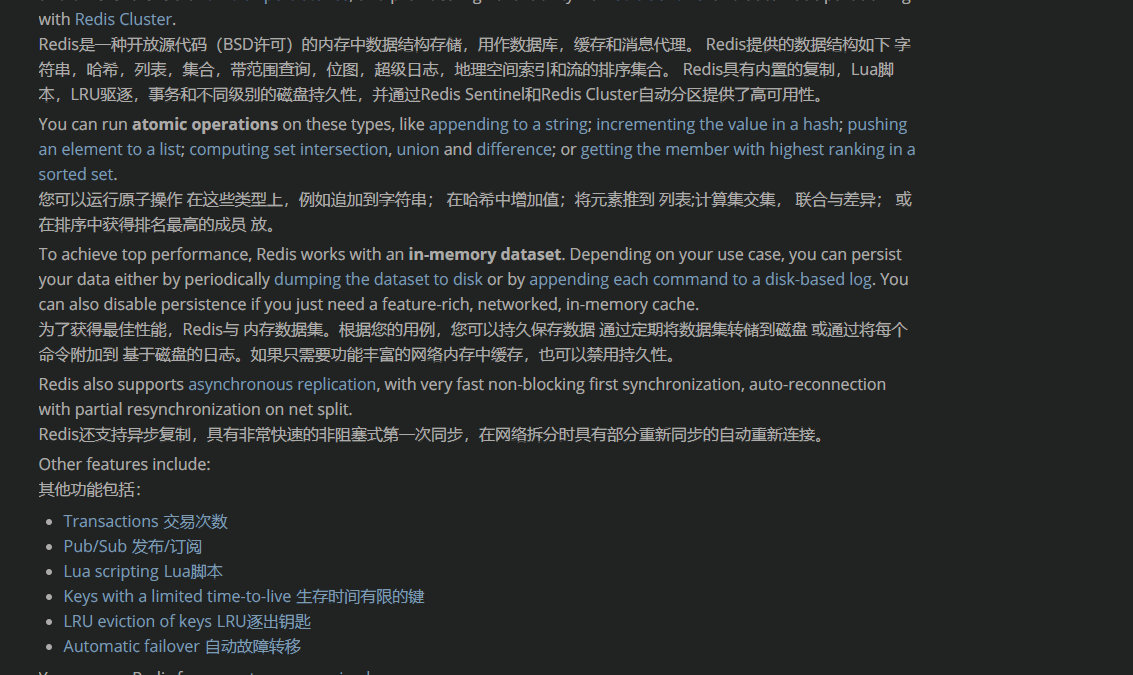 with Redis Cluster.
Redis是一种开放源代码（BSD许可）的内存中数据结构存储，用作数据库，缓存和消息代理。 Redis提供的数据结构如下 字
符串，哈希，列表，集合，带范围查询，位图，超级日志，地理空间索引和流的排序集合。 Redis具有内置的复制，Lua脚
本，LRU驱逐，事务和不同级别的磁盘持久性，并通过Redis Sentinel和Redis Cluster自动分区提供了高可用性。
You can run atomic operations on these types, like appending to a string; incrementing the value in a hash; pushing
an element to a list; computing set intersection, union and difference; or getting the member with highest ranking in a
sorted set.
您可以运行原子操作 在这些类型上，例如追加到字符串； 在哈希中增加值；将元素推到 列表;计算集交集， 联合与差异； 或
在排序中获得排名最高的成员 放。
To achieve top performance, Redis works with an in-memory dataset. Depending on your use case, you can persist
your data either by periodically dumping the dataset to disk or by appending each command to a disk-based log. You
can also disable persistence if you just need a feature-rich, networked, in-memory cache.
为了获得最佳性能，Redis与 内存数据集。根据您的用例，您可以持久保存数据 通过定期将数据集转储到磁盘 或通过将每个
命令附加到 基于磁盘的日志。如果只需要功能丰富的网络内存中缓存，也可以禁用持久性。
Redis also supports asynchronous replication, with very fast non-blocking first synchronization, auto-reconnection
with partial resynchronization on net split.
Redis还支持异步复制，具有非常快速的非阻塞式第一次同步，在网络拆分时具有部分重新同步的自动重新连接。
Other features include:
其他功能包括：
Transactions 交易次数
Pub/Sub 发布/订阅
Lua scripting Lua脚本
Keys with a limited time-to-live 生存时间有限的键
LRU eviction of keys LRU逐出钥匙
Automatic failover 自动故障转移